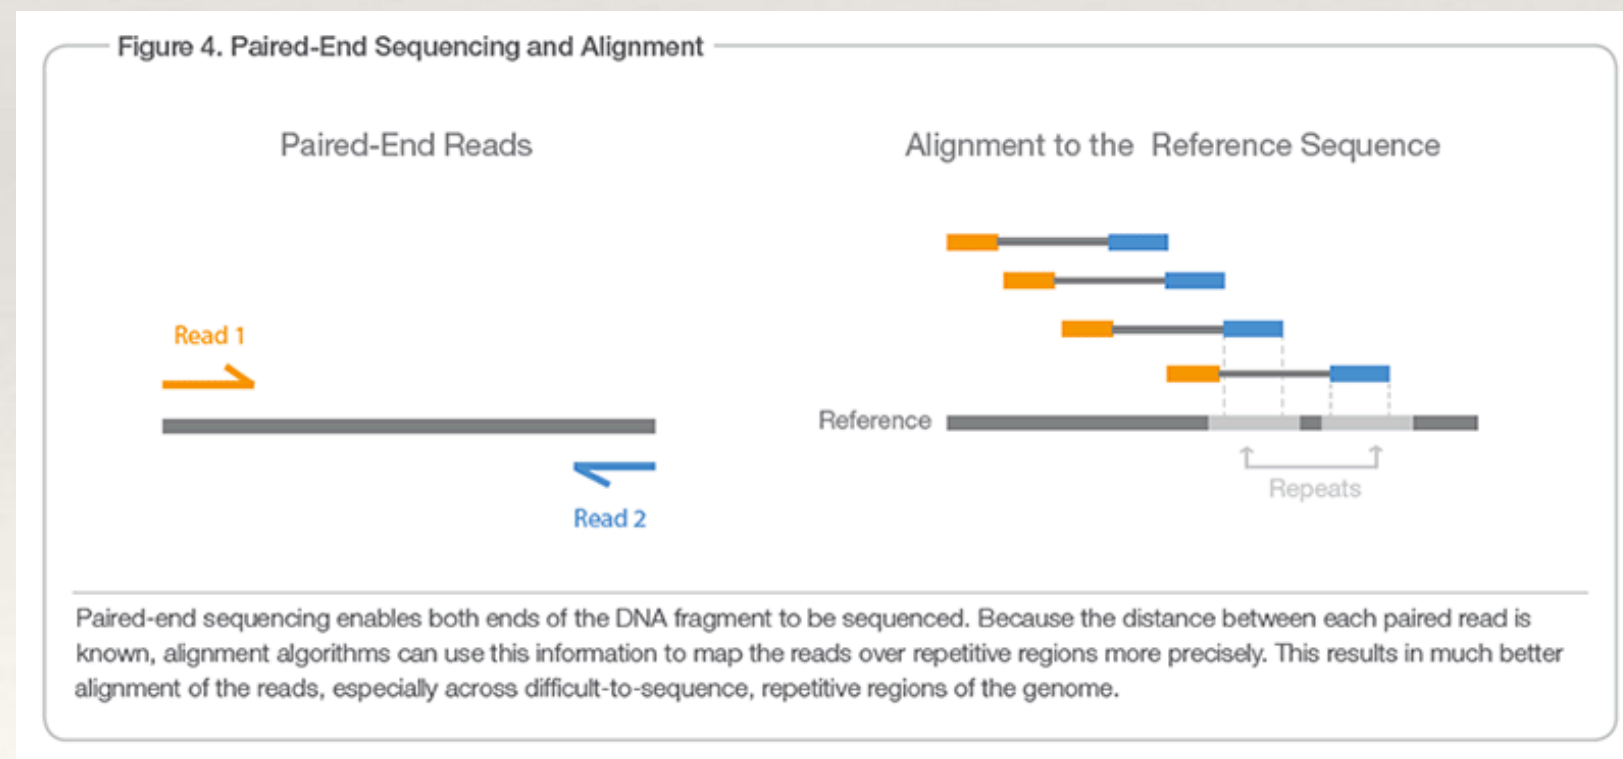 Figure 4. Paired-End Sequencing and Alignment
Paired-End Reads
Alignment to the Reference Sequence
Read 1
Reference
Repeats
Read 2
Paired-end sequencing enables both ends of the DNA fragment to be sequenced. Because the distance between each paired read is
known, alignment algorithms can use this information to map the reads over repetitive regions more precisely. This results in much better
alignment of the reads, especially across difficult-to-sequence, repetitive regions of the genome.